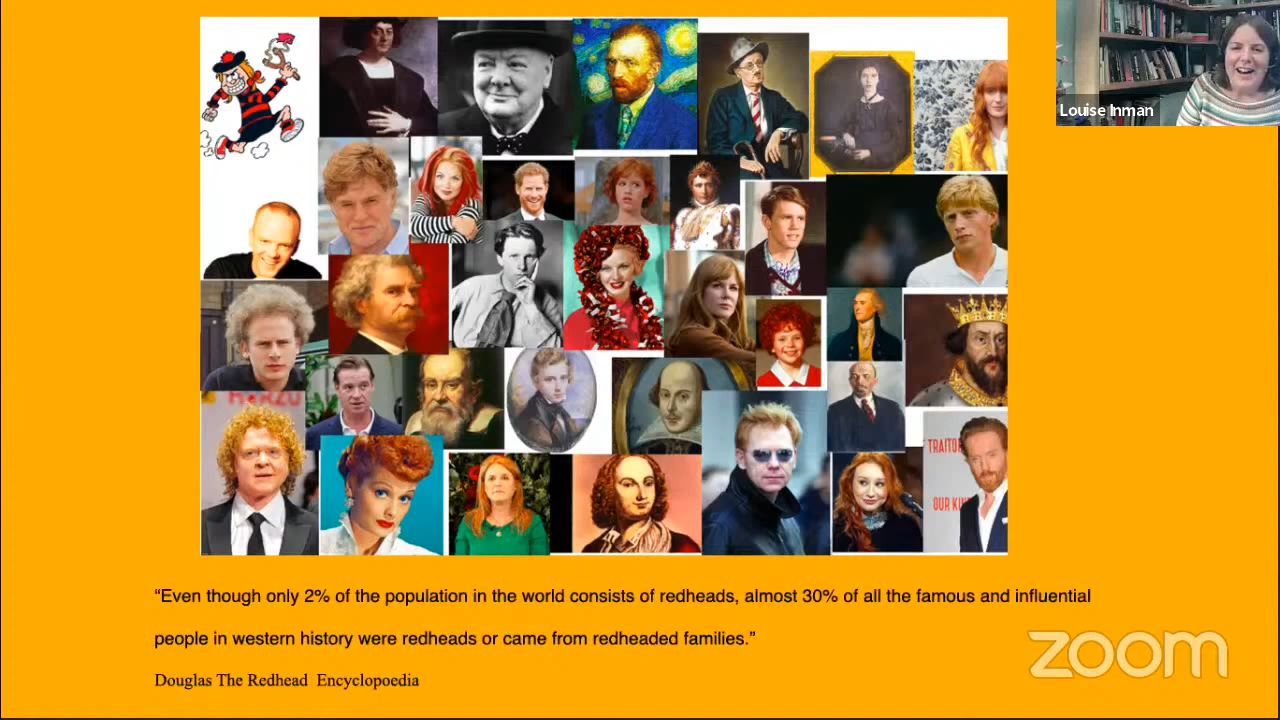 Louise Inman
HARZU
TRAITOR
OUR KIN
“Even though only 2% of the population in the world consists of redheads, almost 30% of all the famous and influential
people in western history were redheads or came from redheaded families.”
Douglas The Redhead Encyclopoedia
zoom